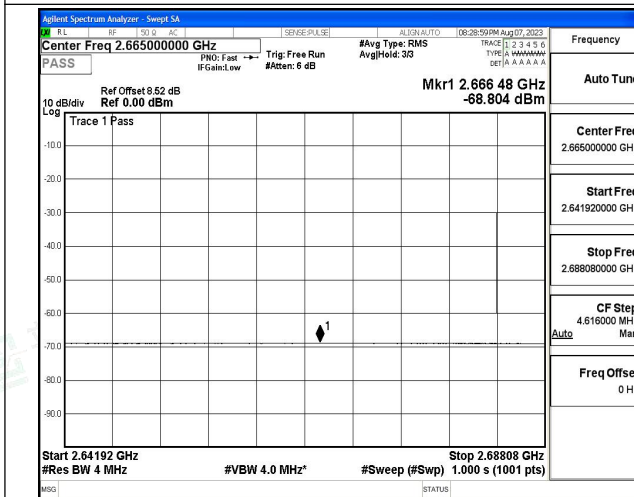 Agilent Spectrum Analyzer - Swept SA
RL RF 50 Ω AC SENSE:PULSE ALIGN AUTO 08:28:59 PM Aug 07, 2023
Center Freq 2.665000000 GHz
PASS
PNO: Fast
IFGain:Low
Trig: Free Run
#Atten: 6 dB
#Avg Type: RMS
Avg|Hold: 3/3
TRACE 1 2 3 4 5 6
TYPE A WWWWW
DET A A A A A A
Ref Offset 8.52 dB
10 dB/div Ref 0.00 dBm
Log
Mkr1 2.666 48 GHz
-68.804 dBm
Trace 1 Pass
-10.0
-20.0
-30.0
-40.0
-50.0
-60.0
-70.0
-80.0
-90.0
1
Start 2.64192 GHz Stop 2.68808 GHz
#Res BW 4 MHz #VBW 4.0 MHz* #Sweep (#Swp) 1.000 s (1001 pts)
MSG STATUS
Frequency
Auto Tune
Center Freq
2.665000000 GH
Start Freq
2.641920000 GH
Stop Freq
2.688080000 GH
CF Step
4.616000 MH
Auto Ma
Freq Offse
0 H